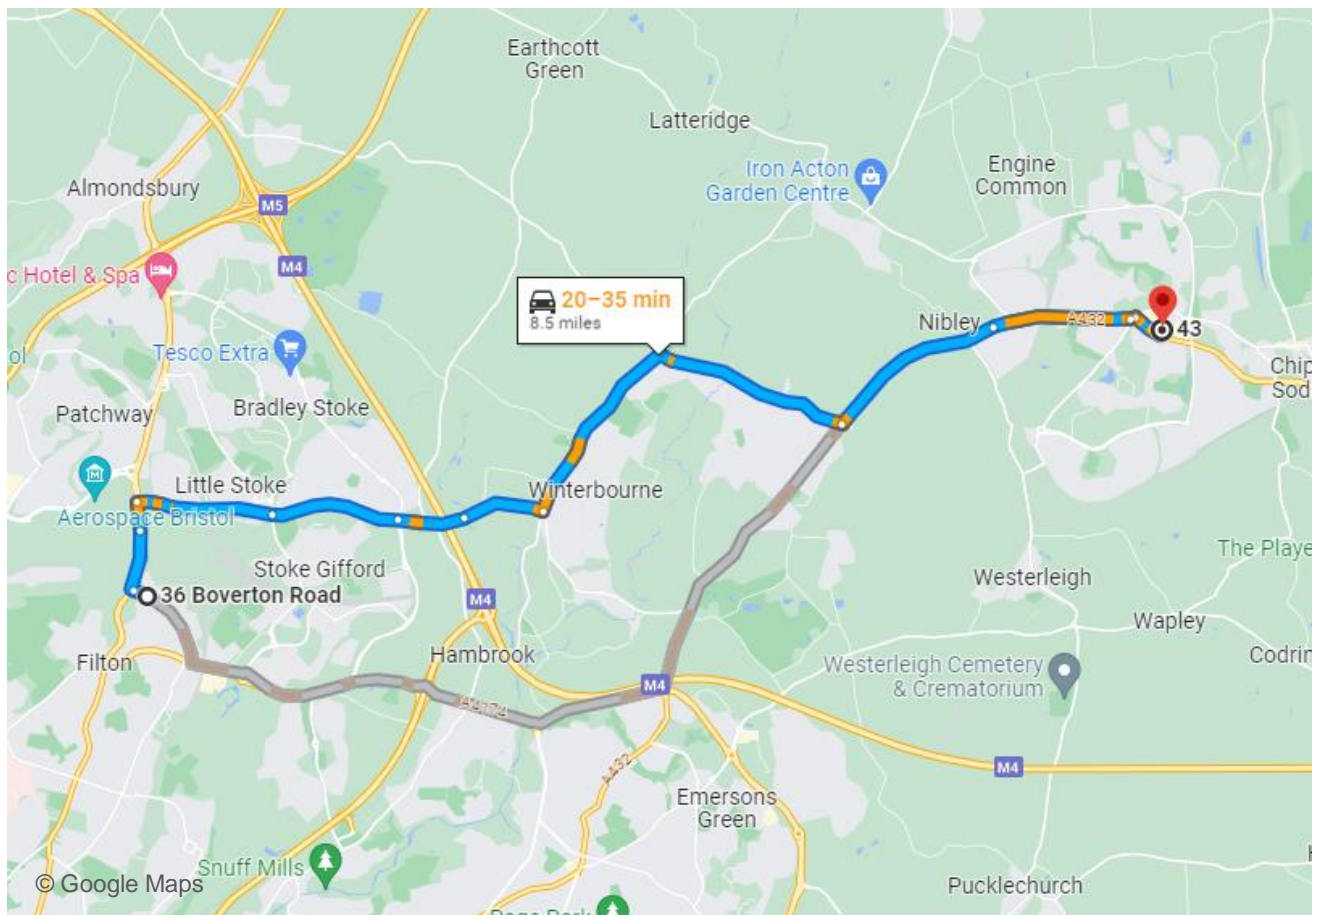 Earthcott
Green
Latteridge
Iron Acton
Garden Centre
Engine
Common
Almondsbury
M5
M4
c Hotel & Spa
20–35 min
8.5 miles
Nibley
A432
43
ol
Tesco Extra
Chip
Sod
Patchway
Bradley Stoke
Little Stoke
Winterbourne
Aerospace Bristol
The Playe
Stoke Gifford
Westerleigh
36 Boverton Road
M4
Wapley
Filton
Hambrook
Westerleigh Cemetery
& Crematorium
Codrin
M4
A4174
M4
A432
Emersons
Green
Snuff Mills
© Google Maps
Pucklechurch